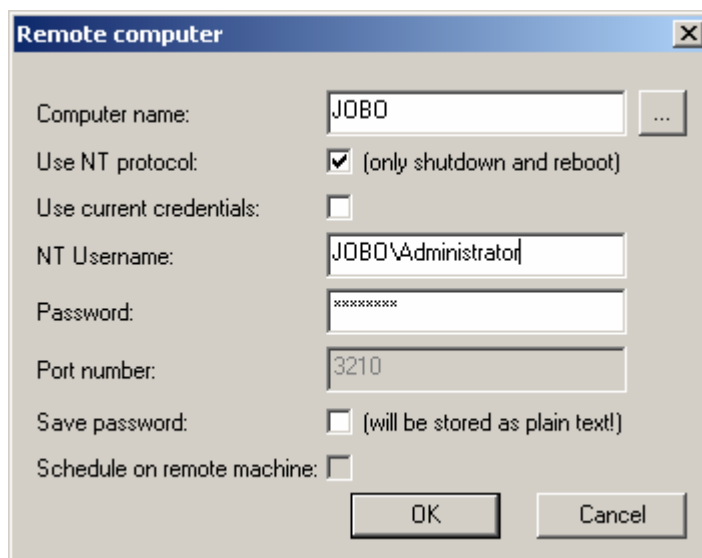 Remote computer
Computer name: JOBO ...
Use NT protocol: (only shutdown and reboot)
Use current credentials:
NT Username: JOBO\Administrator
Password: ********
Port number: 3210
Save password: (will be stored as plain text!)
Schedule on remote machine:
OK Cancel